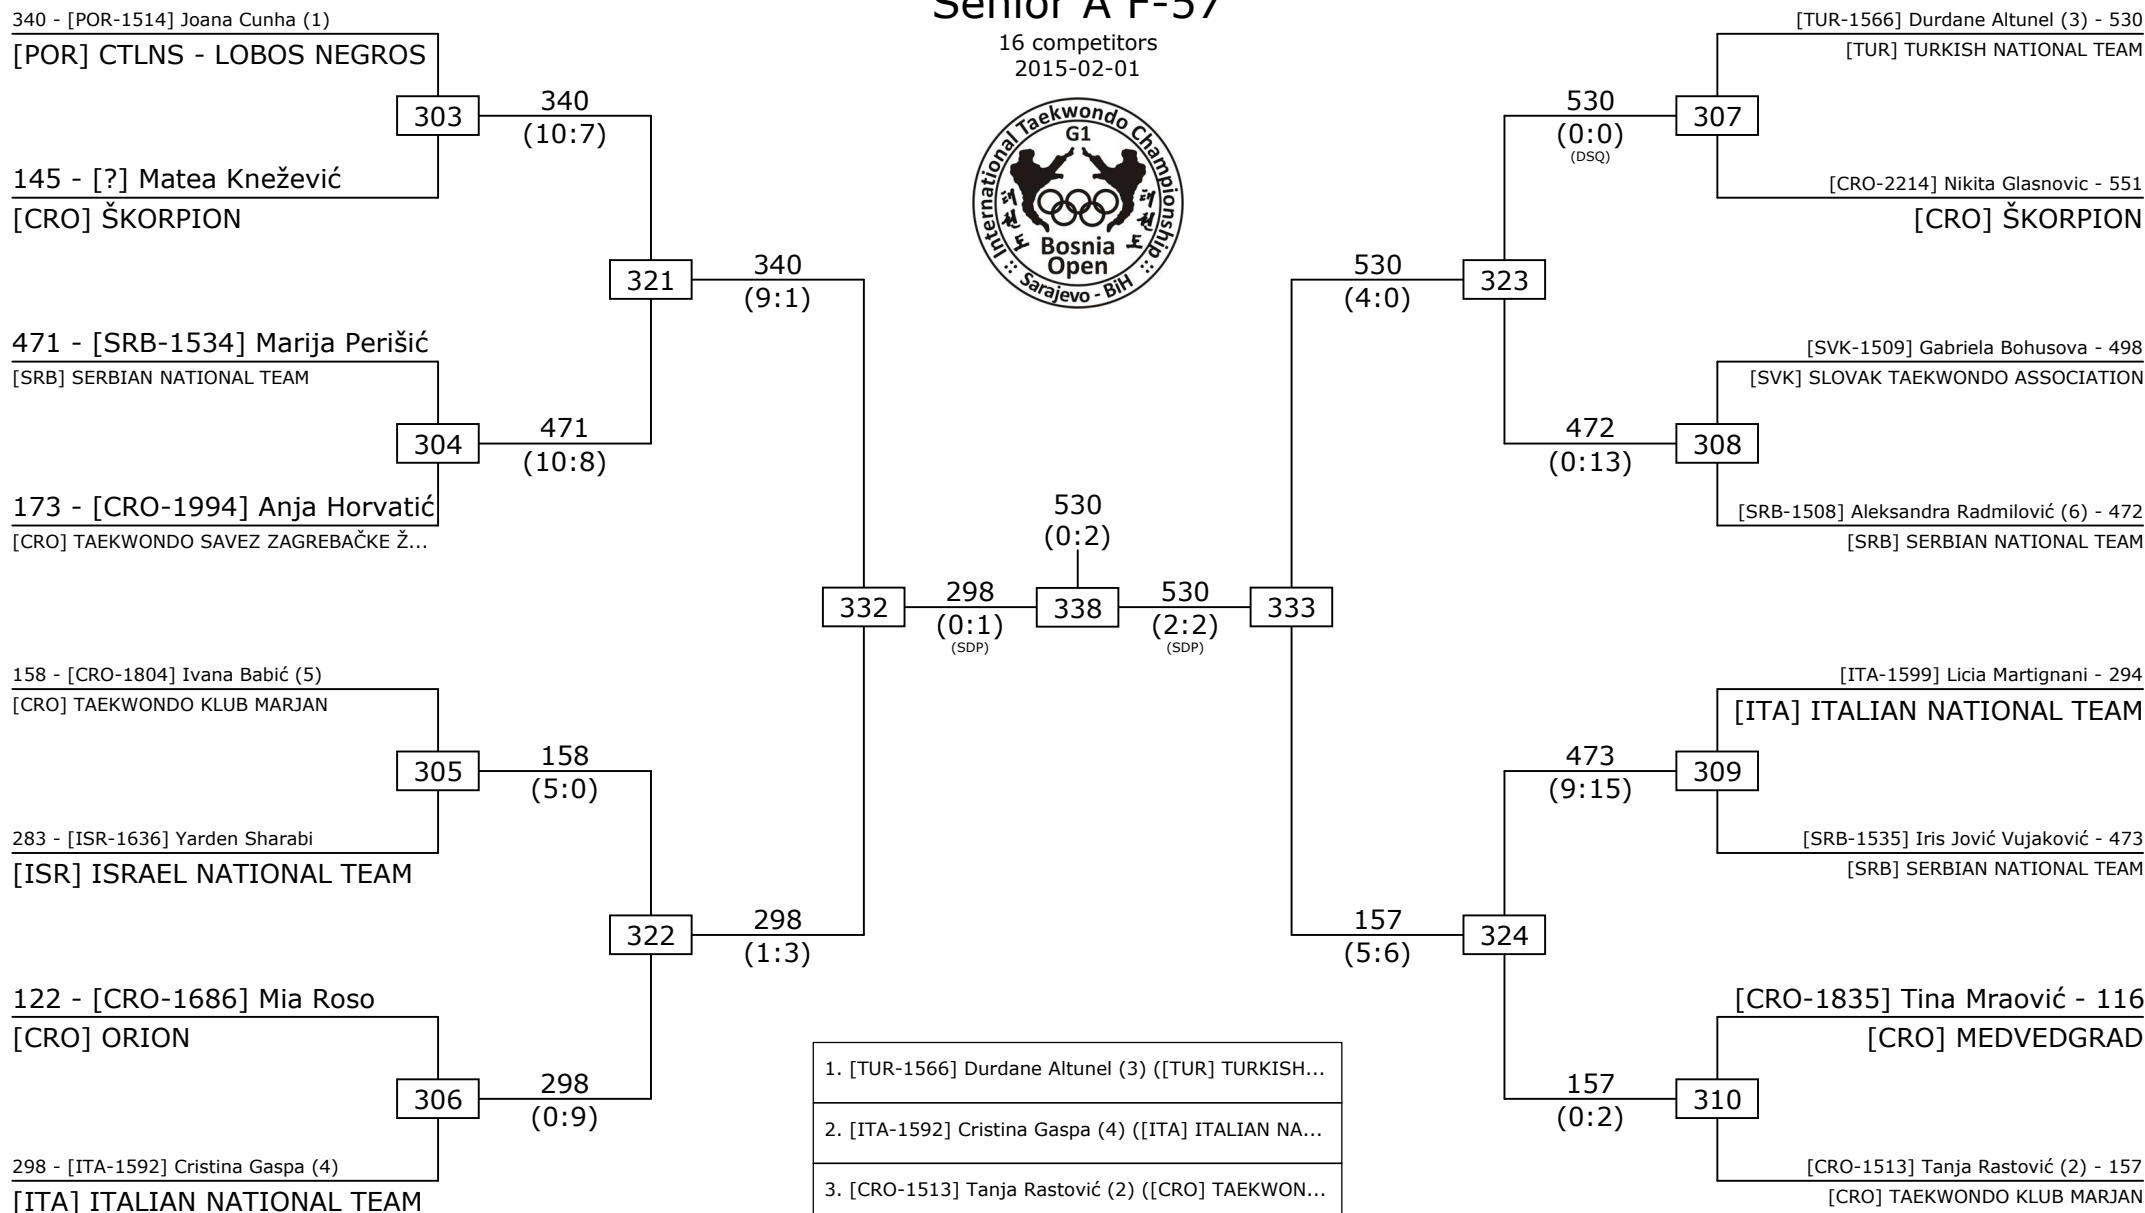 Senior A F-57
16 competitors
2015-02-01
International Taekwondo Championship
G1
Bosnia
Open
:: Sarajevo - BiH ::
340 - [POR-1514] Joana Cunha (1)
[POR] CTLNS - LOBOS NEGROS
303
340
(10:7)
145 - [?] Matea Knežević
[CRO] ŠKORPION
321
340
(9:1)
471 - [SRB-1534] Marija Perišić
[SRB] SERBIAN NATIONAL TEAM
304
471
(10:8)
173 - [CRO-1994] Anja Horvatić
[CRO] TAEKWONDO SAVEZ ZAGREBAČKE Ž...
332
298
(0:1)
(SDP)
158 - [CRO-1804] Ivana Babić (5)
[CRO] TAEKWONDO KLUB MARJAN
305
158
(5:0)
283 - [ISR-1636] Yarden Sharabi
[ISR] ISRAEL NATIONAL TEAM
322
298
(1:3)
122 - [CRO-1686] Mia Roso
[CRO] ORION
306
298
(0:9)
298 - [ITA-1592] Cristina Gaspa (4)
[ITA] ITALIAN NATIONAL TEAM
530
(0:2)
338
[TUR-1566] Durdane Altunel (3) - 530
[TUR] TURKISH NATIONAL TEAM
530
(0:0)
(DSQ)
307
[CRO-2214] Nikita Glasnovic - 551
[CRO] ŠKORPION
530
(4:0)
323
[SVK-1509] Gabriela Bohusova - 498
[SVK] SLOVAK TAEKWONDO ASSOCIATION
472
(0:13)
308
[SRB-1508] Aleksandra Radmilović (6) - 472
[SRB] SERBIAN NATIONAL TEAM
530
(2:2)
(SDP)
333
[ITA-1599] Licia Martignani - 294
[ITA] ITALIAN NATIONAL TEAM
473
(9:15)
309
[SRB-1535] Iris Jović Vujaković - 473
[SRB] SERBIAN NATIONAL TEAM
157
(5:6)
324
[CRO-1835] Tina Mraović - 116
[CRO] MEDVEDGRAD
157
(0:2)
310
[CRO-1513] Tanja Rastović (2) - 157
[CRO] TAEKWONDO KLUB MARJAN
1. [TUR-1566] Durdane Altunel (3) ([TUR] TURKISH...
2. [ITA-1592] Cristina Gaspa (4) ([ITA] ITALIAN NA...
3. [CRO-1513] Tanja Rastović (2) ([CRO] TAEKWON...